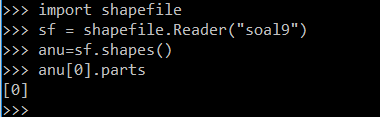 >>> import shapefile
>>> sf = shapefile.Reader("soal9")
>>> anu=sf.shapes()
>>> anu[0].parts
[0]
>>>